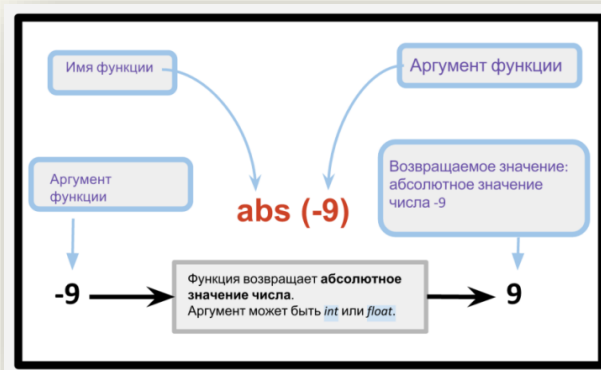 Имя функции
Аргумент функции
Аргумент
функции
Возвращаемое значение:
абсолютное значение
числа -9
abs (-9)
-9
Функция возвращает абсолютное
значение числа.
Аргумент может быть int или float.
9